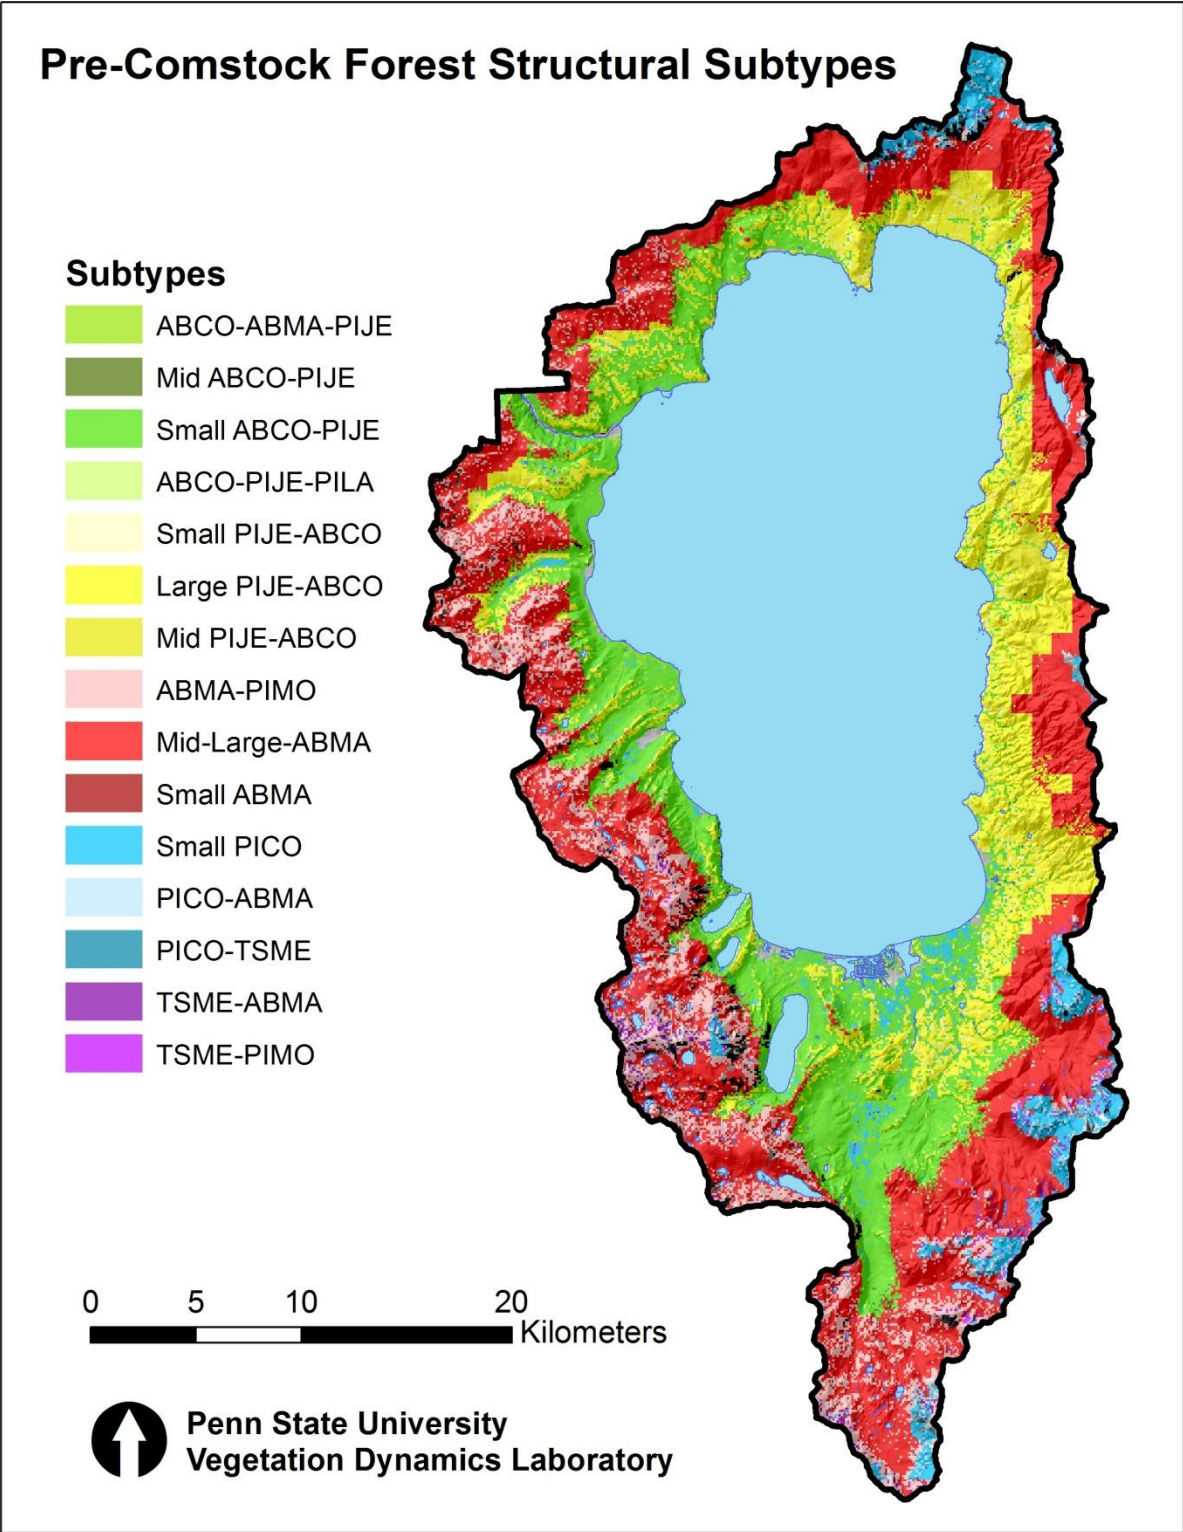 Pre-Comstock Forest Structural Subtypes
Subtypes
ABCO-ABMA-PIJE
Mid ABCO-PIJE
Small ABCO-PIJE
ABCO-PIJE-PILA
Small PIJE-ABCO
Large PIJE-ABCO
Mid PIJE-ABCO
ABMA-PIMO
Mid-Large-ABMA
Small ABMA
Small PICO
PICO-ABMA
PICO-TSME
TSME-ABMA
TSME-PIMO
0 5 10 20
Kilometers
Penn State University
Vegetation Dynamics Laboratory